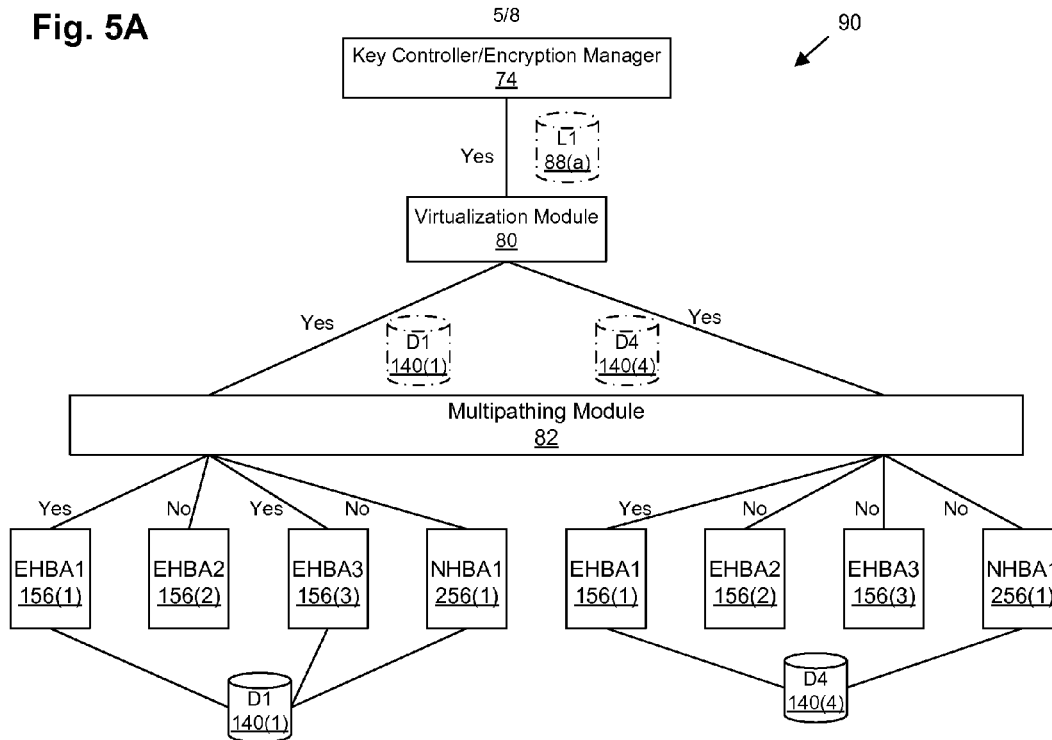 Fig. 5A
5/8
90
Key Controller/Encryption Manager
74
Yes
L1
88(a)
Virtualization Module
80
Yes
D1
140(1)
D4
140(4)
Yes
Multipathing Module
82
Yes
No
Yes
No
Yes
No
No
No
EHBA1
156(1)
EHBA2
156(2)
EHBA3
156(3)
NHBA1
256(1)
EHBA1
156(1)
EHBA2
156(2)
EHBA3
156(3)
NHBA1
256(1)
D1
140(1)
D4
140(4)